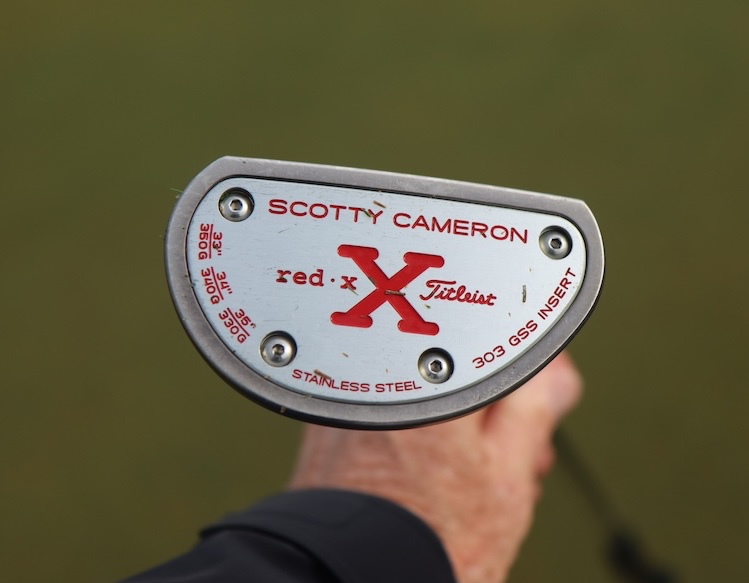 SCOTTY CAMERON
red·x
X
Titleist
33" 34" 35"
350G 340G 330G
303 GSS INSERT
STAINLESS STEEL